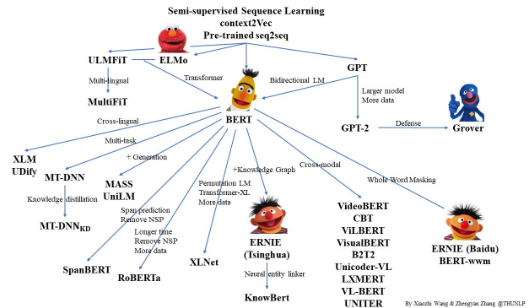 Semi-supervised Sequence Learning
context2Vec
Pre-trained seq2seq
ULMFiT
ELMo
GPT
Multi-lingual
Transformer
Bidirectional LM
Larger model
More data
MultiFiT
BERT
GPT-2
Defense
Grover
Cross-lingual
Multi-task
+ Generation
+Knowledge Graph
Cross-modal
Whole Word Masking
XLM
UDify
MT-DNN
MASS
UniLM
Permutation LM
Transformer-XL
More data
Knowledge distillation
Span prediction
Remove NSP
Longer time
Remove NSP
More data
MT-DNNKD
SpanBERT
RoBERTa
XLNet
ERNIE
(Tsinghua)
Neural entity linker
KnowBert
VideoBERT
CBT
ViLBERT
VisualBERT
B2T2
Unicoder-VL
LXMERT
VL-BERT
UNITER
ERNIE (Baidu)
BERT-wwm
By Xiaozhi Wang & Zhengyan Zhang @THUNLP